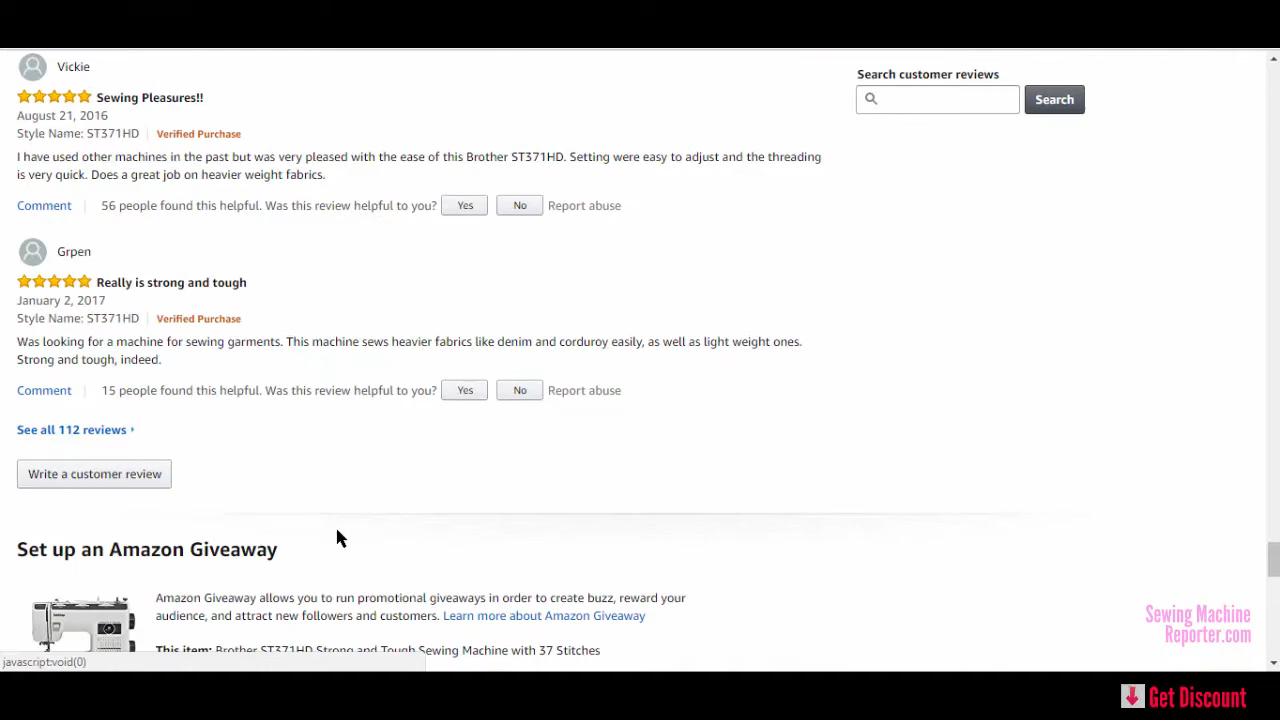 Vickie
Sewing Pleasures!!
August 21, 2016
Style Name: ST371HD Verified Purchase
I have used other machines in the past but was very pleased with the ease of this Brother ST371HD. Setting were easy to adjust and the threading
is very quick. Does a great job on heavier weight fabrics.
Comment 56 people found this helpful. Was this review helpful to you? Yes No Report abuse
Grpen
Really is strong and tough
January 2, 2017
Style Name: ST371HD Verified Purchase
Was looking for a machine for sewing garments. This machine sews heavier fabrics like denim and corduroy easily, as well as light weight ones.
Strong and tough, indeed.
Comment 15 people found this helpful. Was this review helpful to you? Yes No Report abuse
See all 112 reviews
Write a customer review
Search customer reviews
Search
Set up an Amazon Giveaway
Amazon Giveaway allows you to run promotional giveaways in order to create buzz, reward your
audience, and attract new followers and customers. Learn more about Amazon Giveaway
This item: Brother ST371HD Strong and Tough Sewing Machine with 37 Stitches
javascript:void(0)
Sewing Machine
Reporter.com
Get Discount